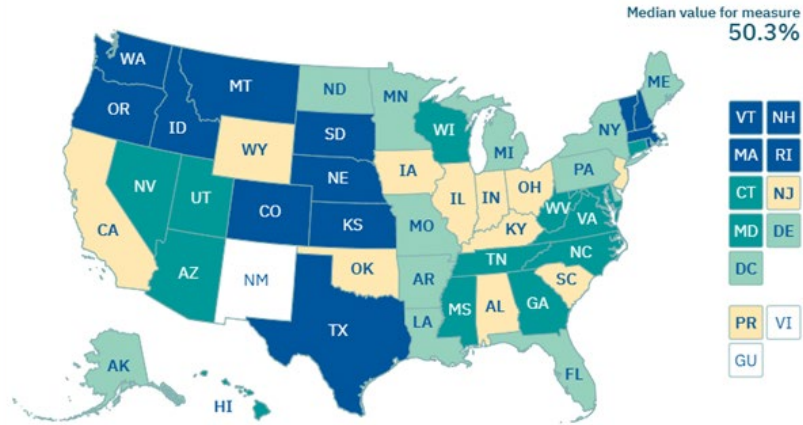 Median value for measure
50.3%
WA
MT
ND
MN
ME
OR
ID
SD
WI
NY
VT NH
WY
MI
MA RI
IA
PA
NE
NV
UT
IL
IN
OH
CT NJ
CO
KS
MO
WV
VA
KY
MD DE
CA
NC
TN
DC
AZ
NM
OK
AR
SC
MS
AL
GA
PR VI
TX
LA
GU
AK
FL
HI